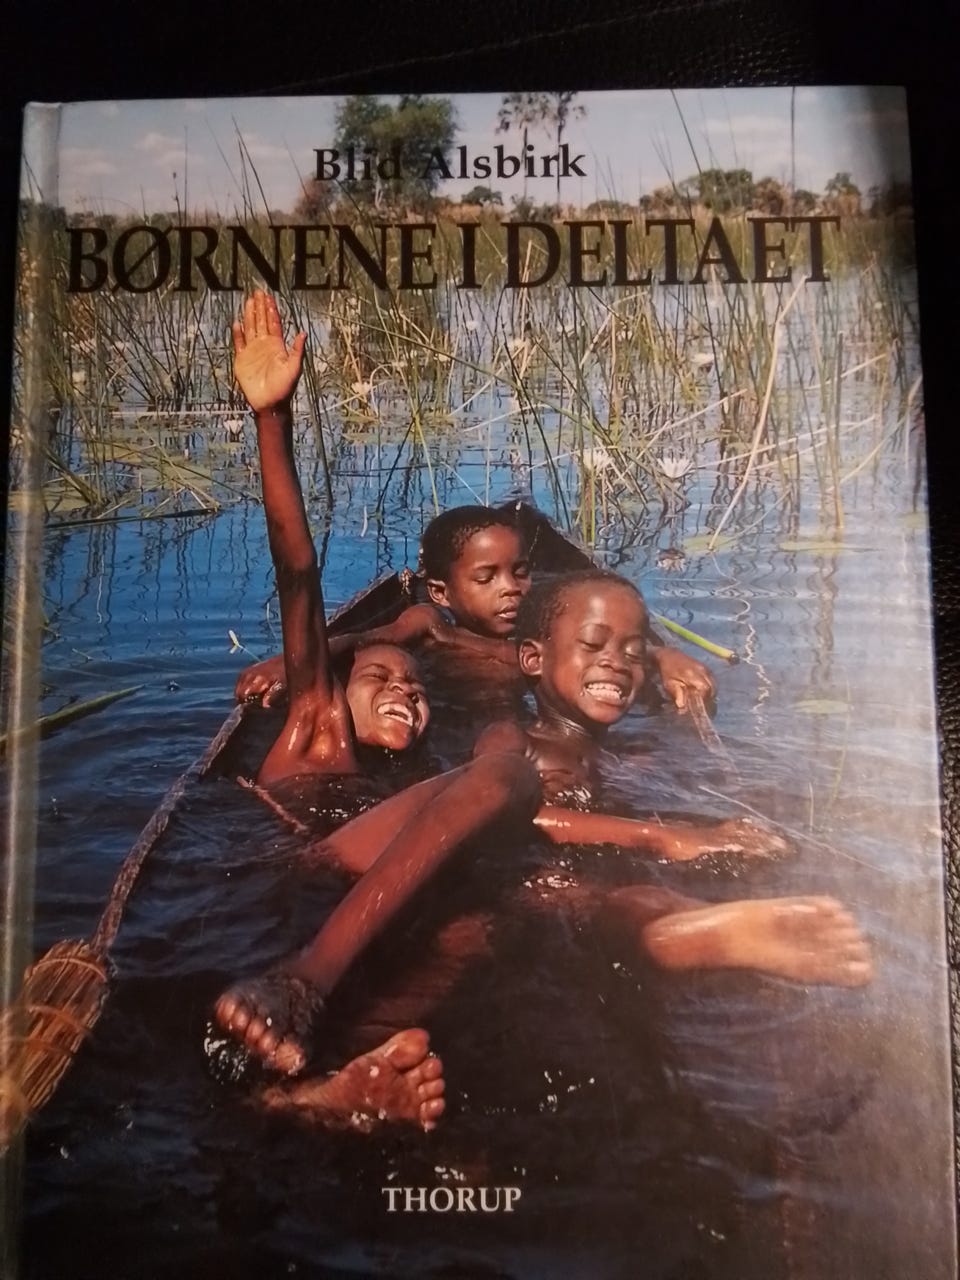 Blid Alsbirk
BØRNENE I DELTAET
THORUP